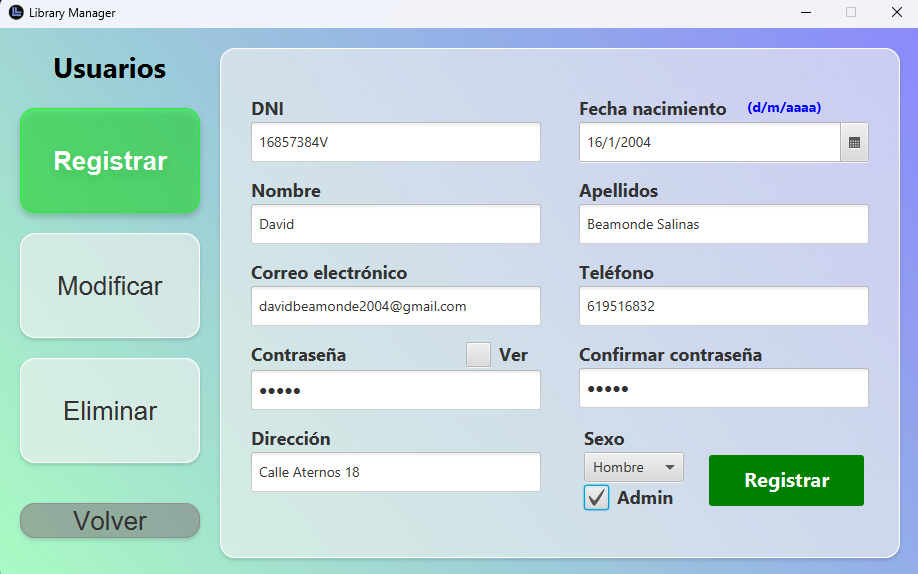 Library Manager
Usuarios
Registrar
Modificar
Eliminar
Volver
DNI
16857384V
Fecha nacimiento (d/m/aaaa)
16/1/2004
Nombre
David
Apellidos
Beamonde Salinas
Correo electrónico
davidbeamonde2004@gmail.com
Teléfono
619516832
Contraseña
Ver
•••••
Confirmar contraseña
•••••
Dirección
Calle Aternos 18
Sexo
Hombre
Admin
Registrar